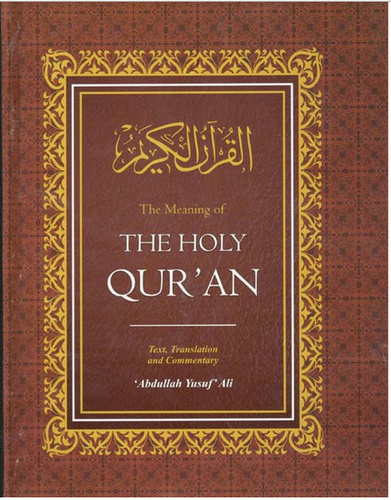 القرآن الكريم
The Meaning of
THE HOLY
QUR’AN
Text, Translation
and Commentary
‘Abdullah Yusuf ’ Ali